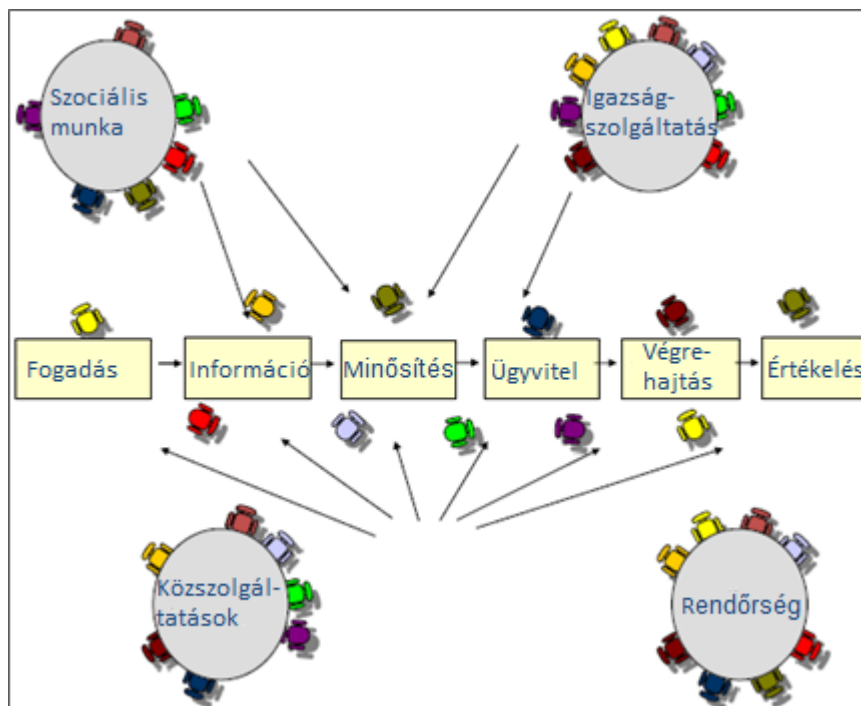 Szociális
munka
Igazság-
szolgáltatás
Fogadás
Információ
Minősítés
Ügyvitel
Végre-
hajtás
Értékelés
Közszolgál-
tatások
Rendőrség